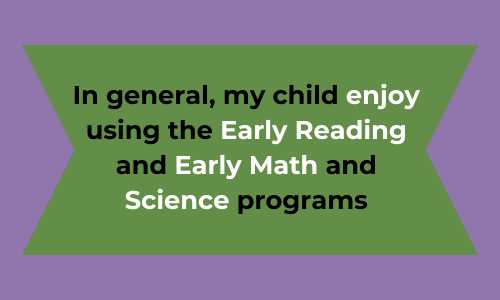 In general, my child enjoy
using the Early Reading
and Early Math and
Science programs